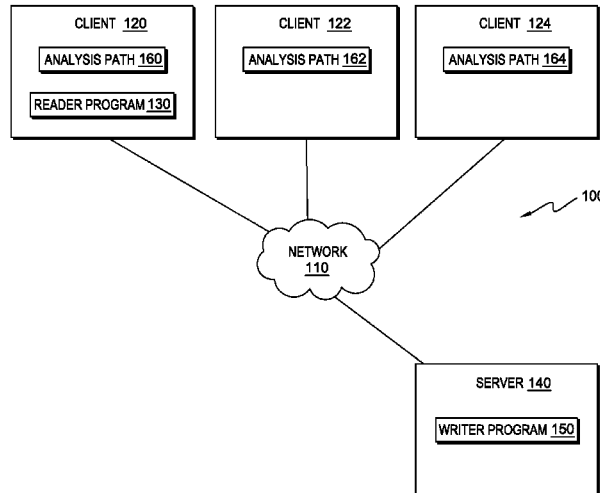 CLIENT 120
ANALYSIS PATH 160
READER PROGRAM 130
CLIENT 122
ANALYSIS PATH 162
CLIENT 124
ANALYSIS PATH 164
100
NETWORK
110
SERVER 140
WRITER PROGRAM 150